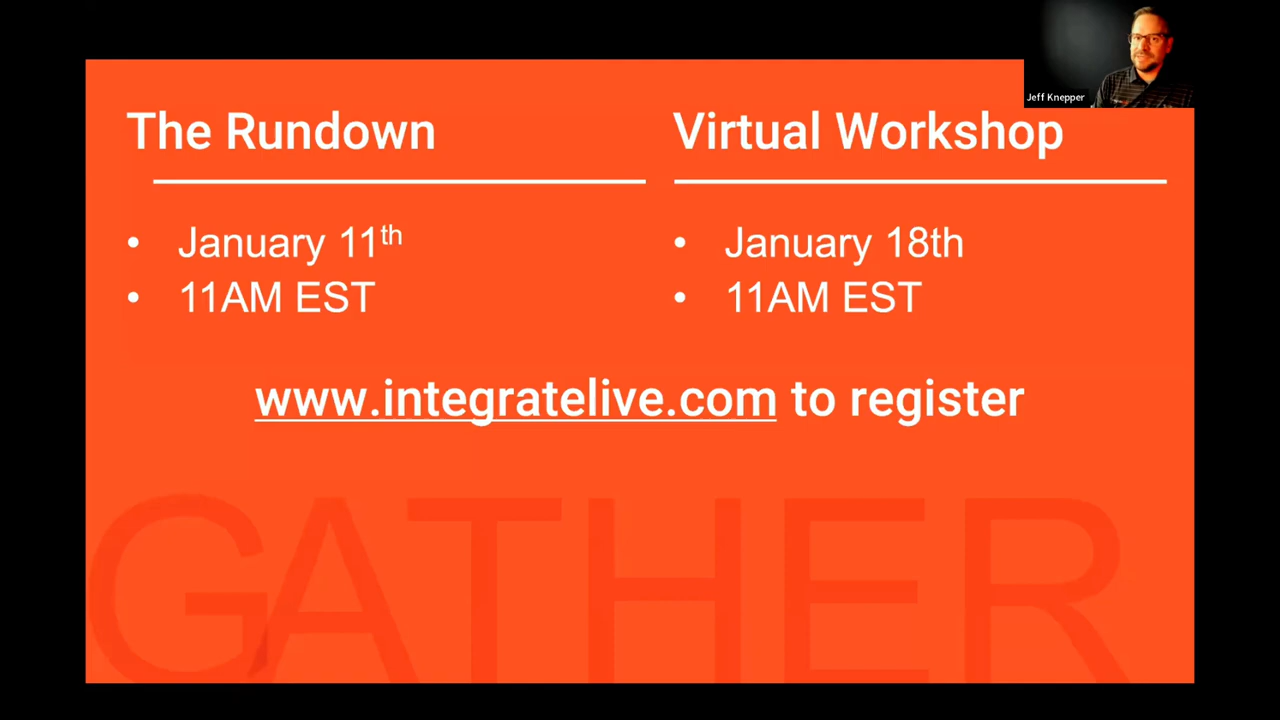 Jeff Knepper
The Rundown
• January 11th
• 11AM EST
Virtual Workshop
• January 18th
• 11AM EST
www.integratelive.com to register
GATHER